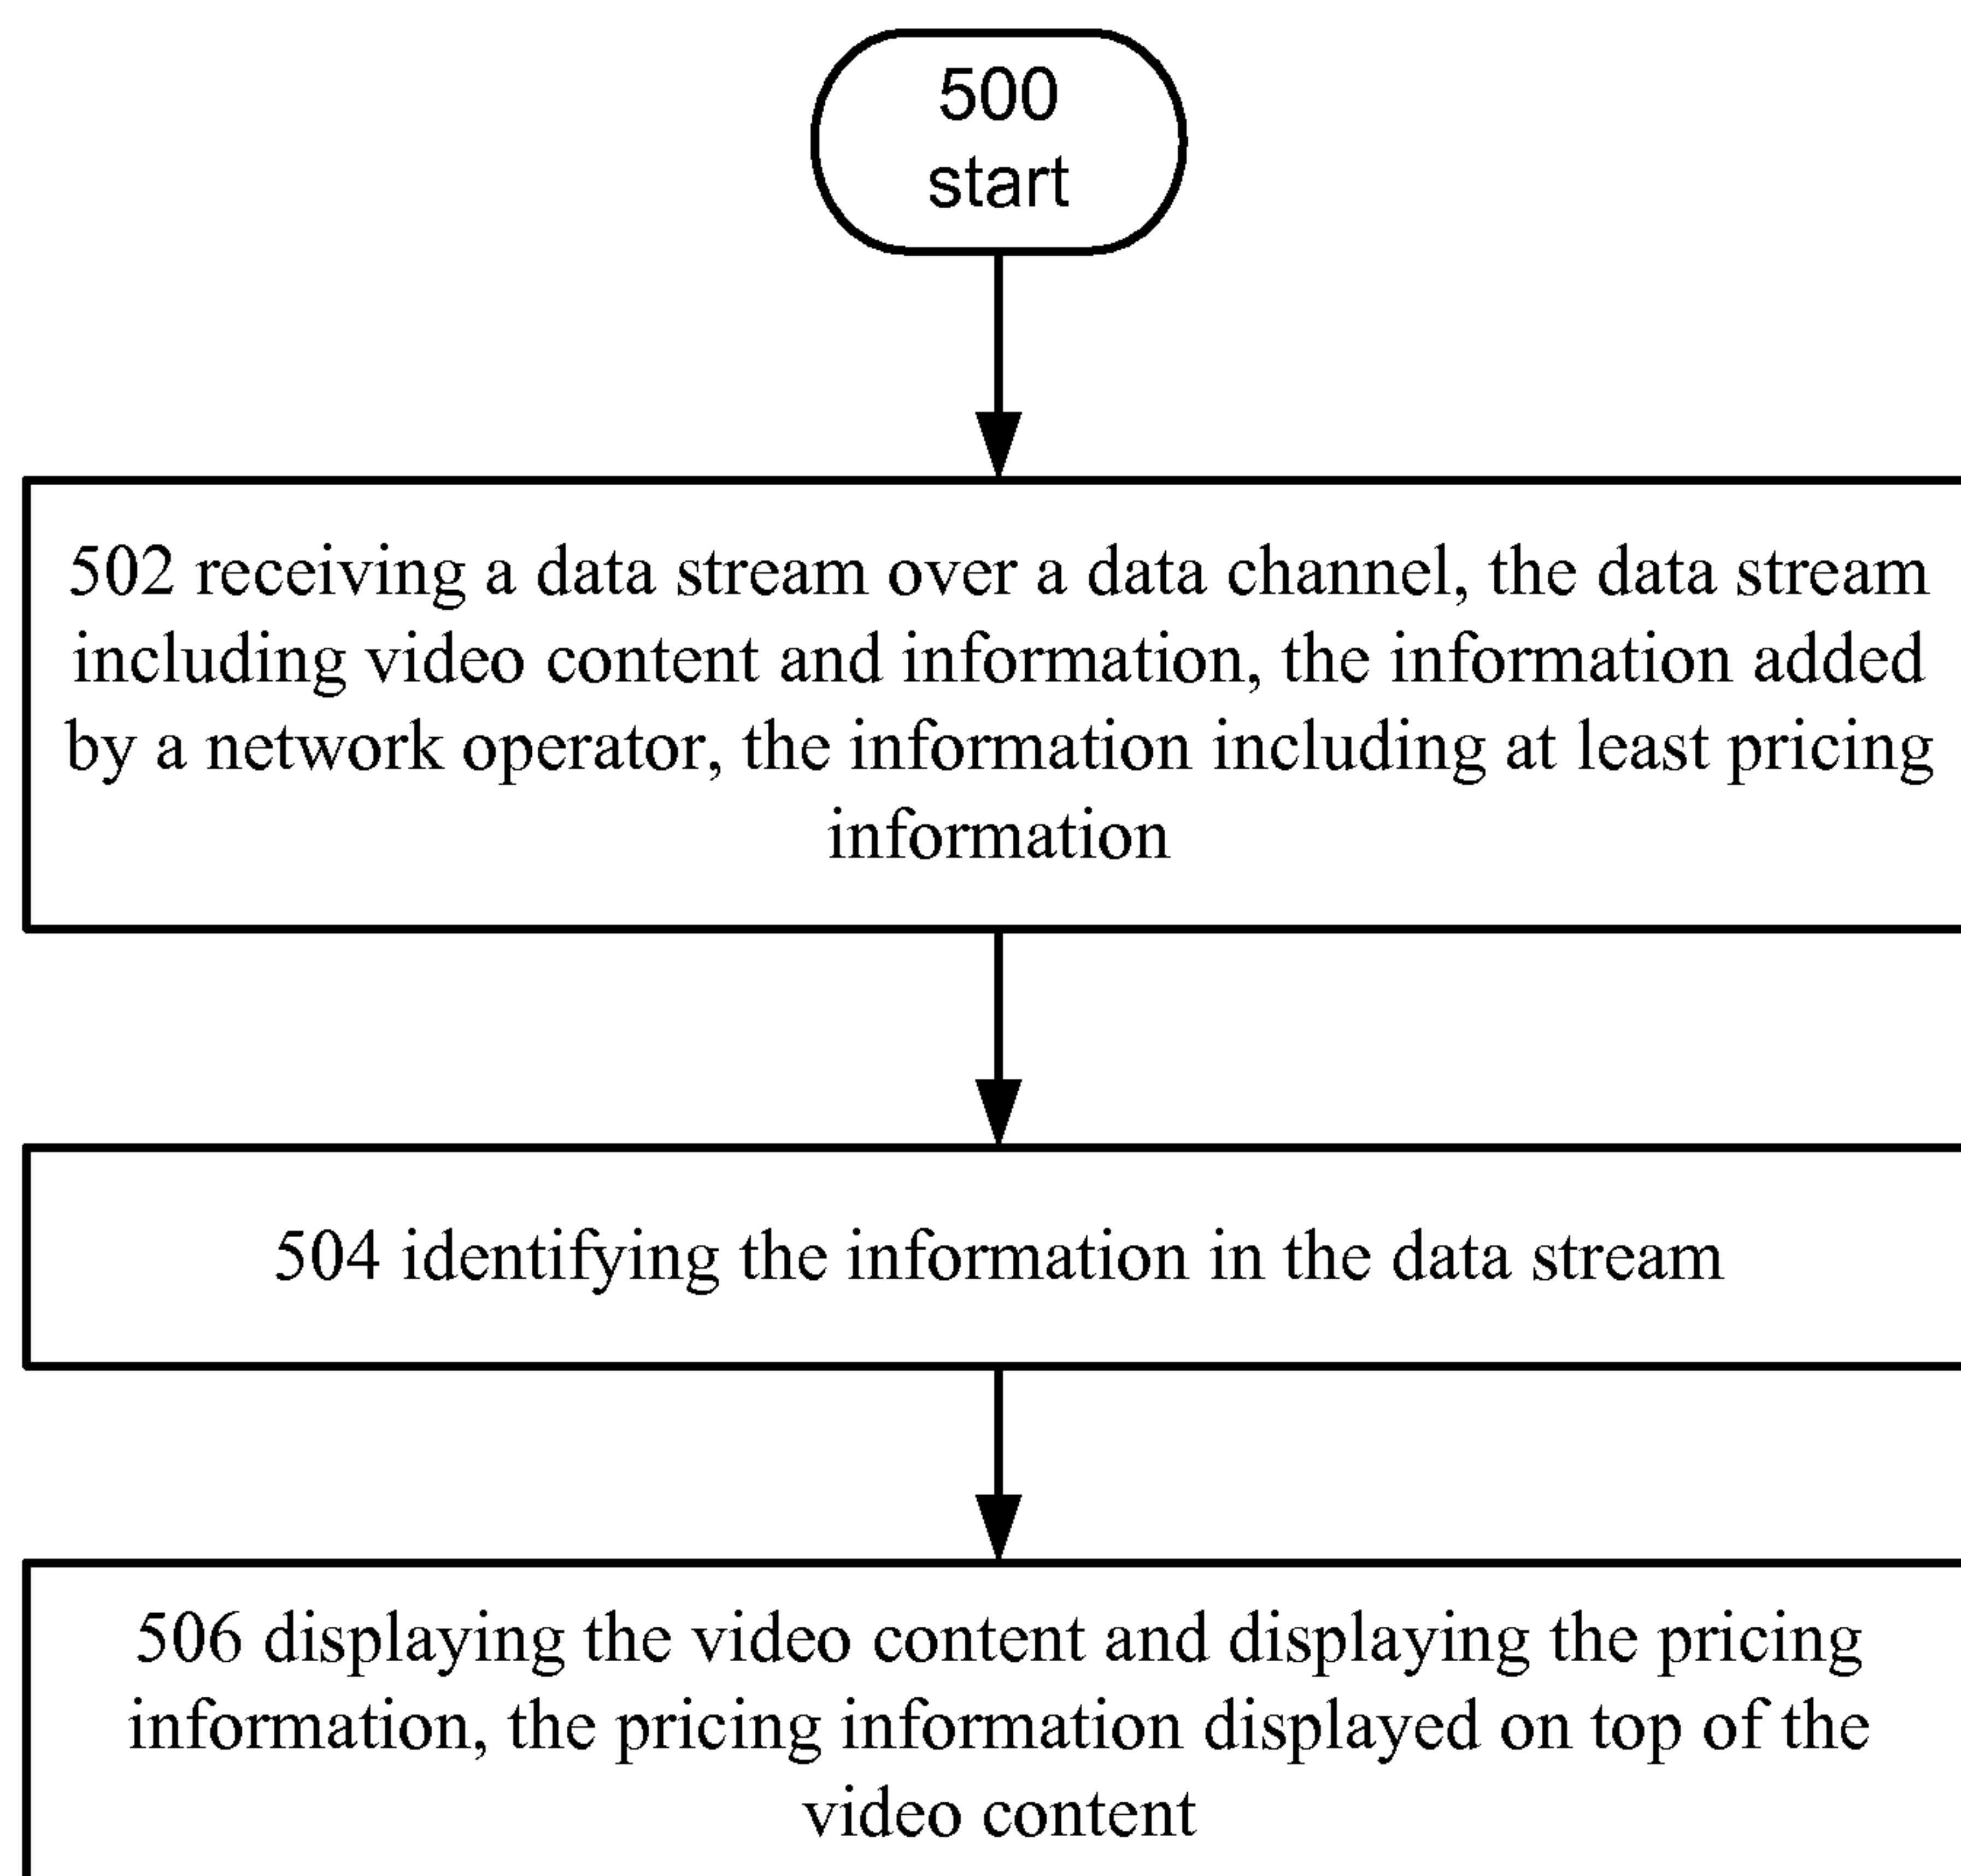 500
start
502 receiving a data stream over a data channel, the data stream
including video content and information, the information added
by a network operator, the information including at least pricing
information
504 identifying the information in the data stream
506 displaying the video content and displaying the pricing
information, the pricing information displayed on top of the
video content